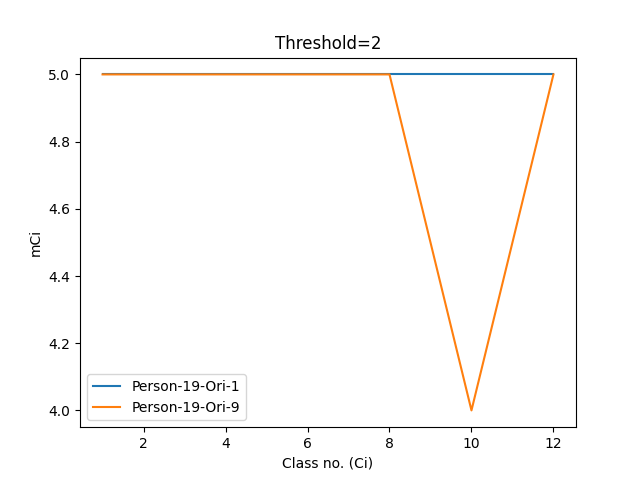 Threshold=2
5.0
4.8
4.6
4.4
4.2
4.0
mCi
Person-19-Ori-1
Person-19-Ori-9
2 4 6 8 10 12
Class no. (Ci)